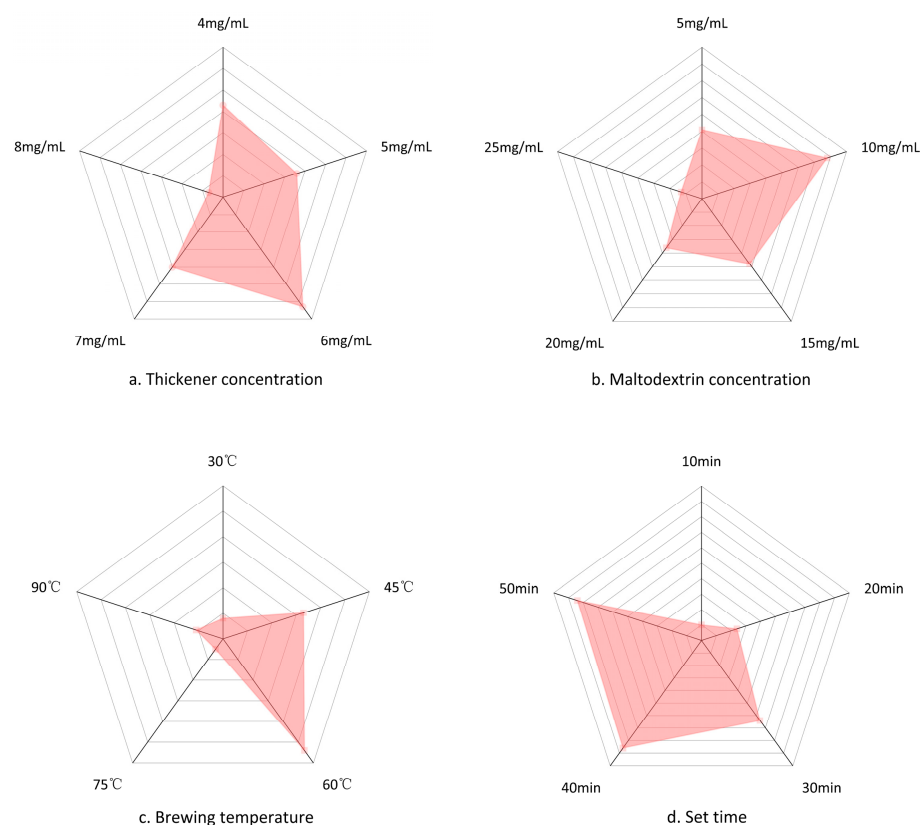 4mg/mL
5mg/mL
8mg/mL
5mg/mL
25mg/mL
10mg/mL
7mg/mL
6mg/mL
20mg/mL
15mg/mL
a. Thickener concentration
b. Maltodextrin concentration
30℃
10min
90℃
45℃
50min
20min
75℃
60℃
40min
30min
c. Brewing temperature
d. Set time